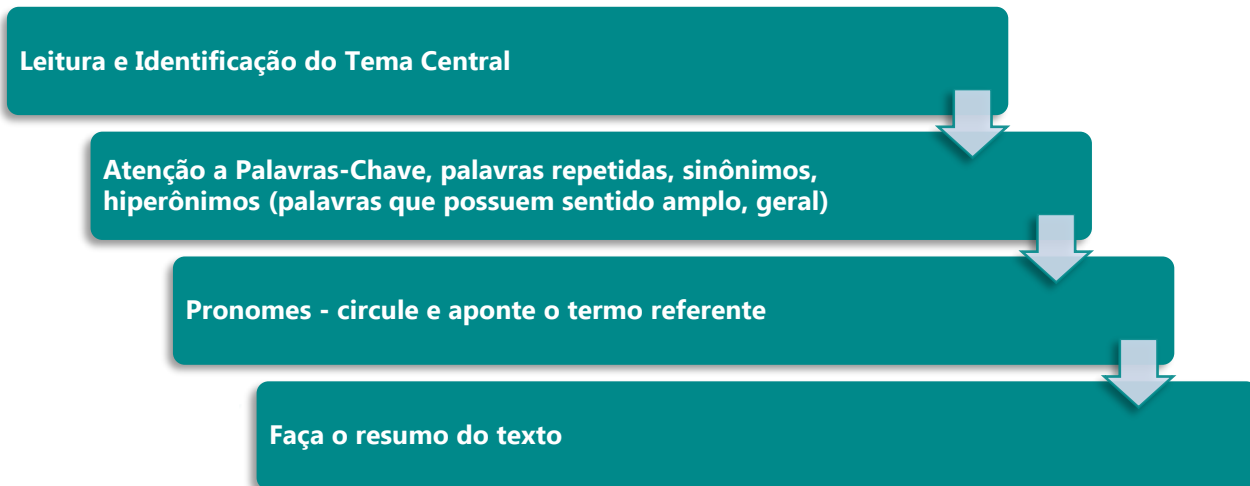 Leitura e Identificação do Tema Central
Atenção a Palavras-Chave, palavras repetidas, sinônimos,
hiperônimos (palavras que possuem sentido amplo, geral)
Pronomes - circule e aponte o termo referente
Faça o resumo do texto